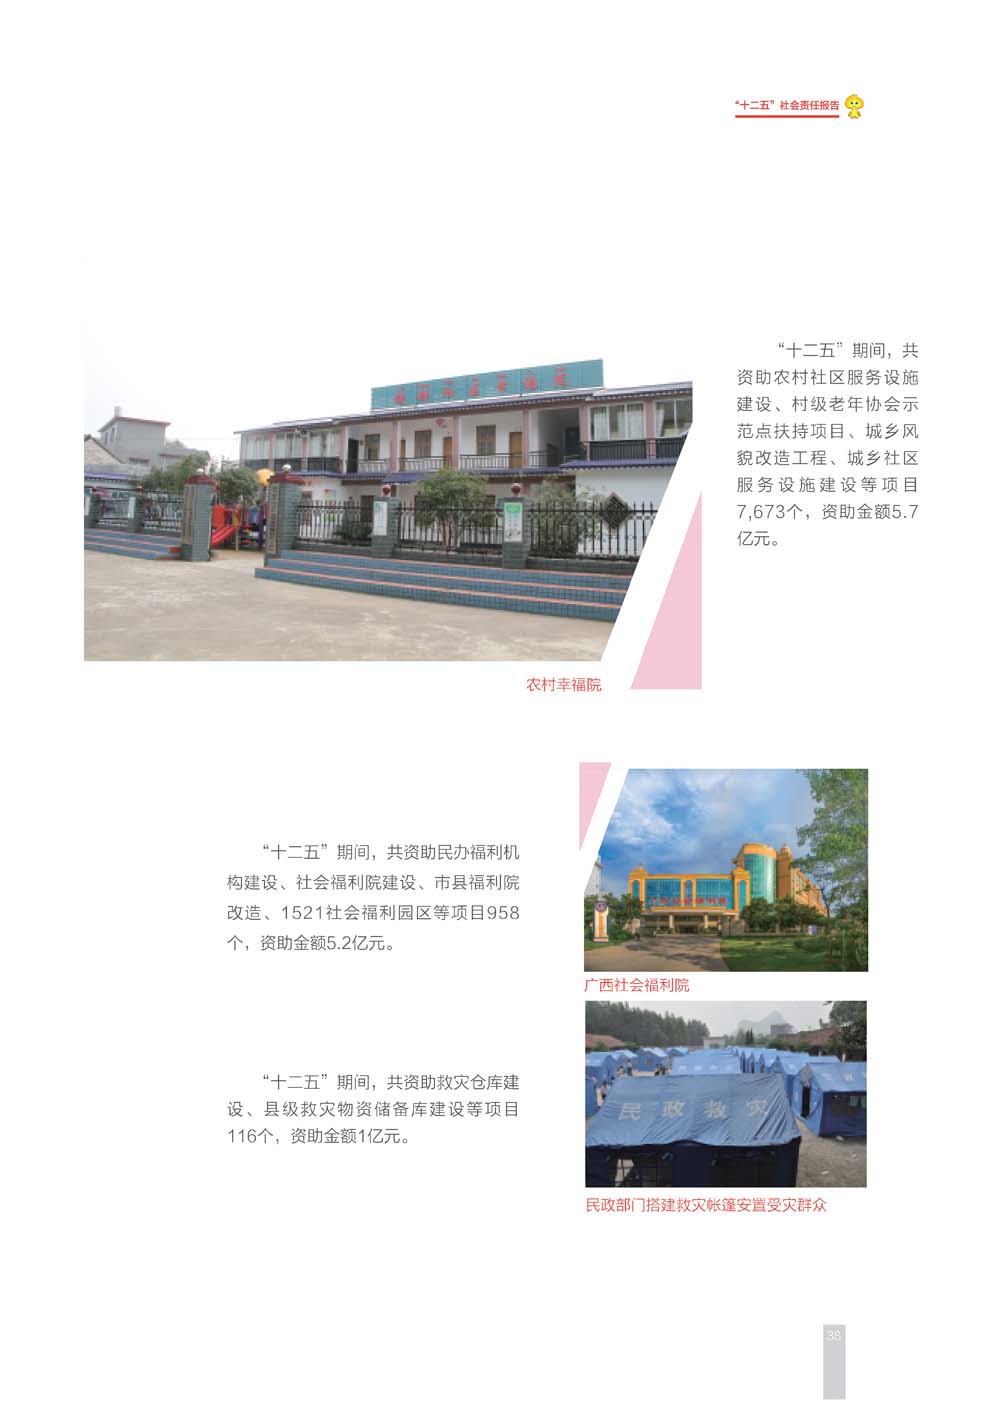 “十二五”社会责任报告
“十二五”期间，共
资助农村社区服务设施
建设、村级老年协会示
范点扶持项目、城乡风
貌改造工程、城乡社区
服务设施建设等项目
7,673个，资助金额5.7
亿元。
农村幸福院
“十二五”期间，共资助民办福利机
构建设、社会福利院建设、市县福利院
改造、1521社会福利园区等项目958
个，资助金额5.2亿元。
广西社会福利院
“十二五”期间，共资助救灾仓库建
设、县级救灾物资储备库建设等项目
116个，资助金额1亿元。
民政救灾
民政部门搭建救灾帐篷安置受灾群众
38